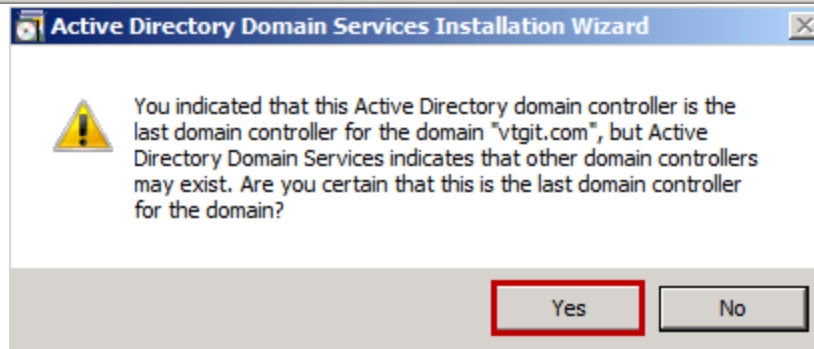 Active Directory Domain Services Installation Wizard
You indicated that this Active Directory domain controller is the
last domain controller for the domain "vtgit.com", but Active
Directory Domain Services indicates that other domain controllers
may exist. Are you certain that this is the last domain controller
for the domain?
Yes No